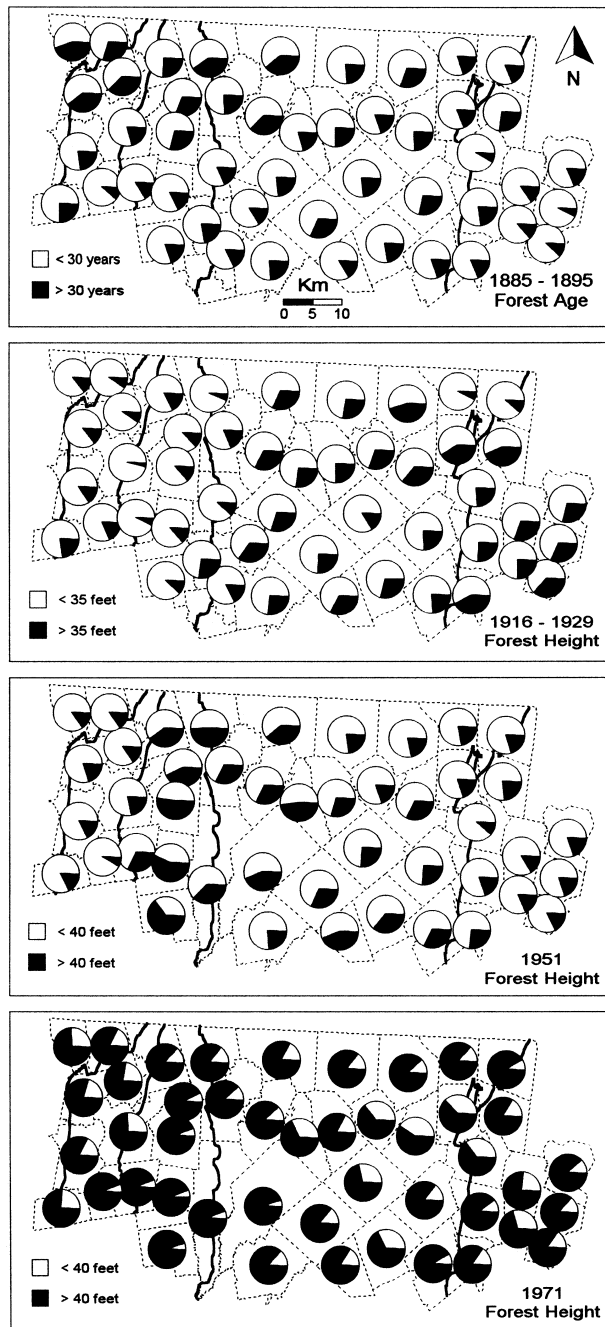 N
< 30 years
> 30 years
Km
0 5 10
1885 - 1895
Forest Age
< 35 feet
> 35 feet
1916 - 1929
Forest Height
< 40 feet
> 40 feet
1951
Forest Height
< 40 feet
> 40 feet
1971
Forest Height